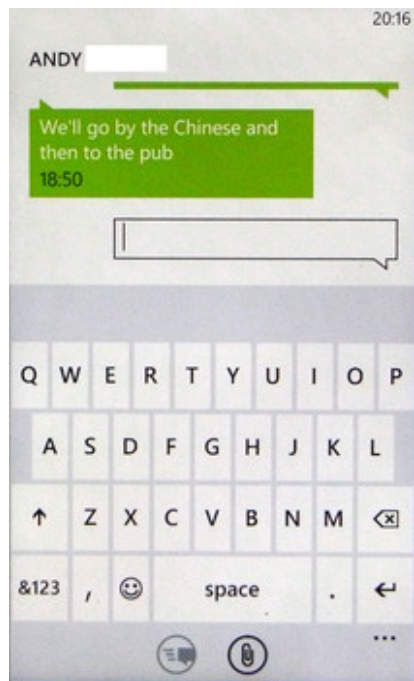 20:16
ANDY
We'll go by the Chinese and
then to the pub
18:50
Q W E R T Y U I O P
A S D F G H J K L
Z X C V B N M
&123 , space .